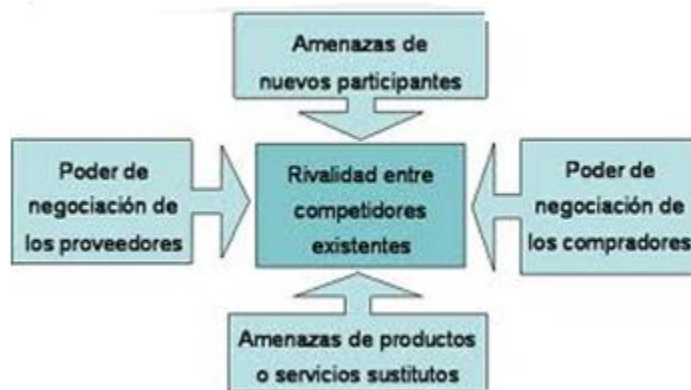 Amenazas de
nuevos participantes
Poder de
negociación de
los proveedores
Rivalidad entre
competidores
existentes
Poder de
negociación de
los compradores
Amenazas de productos
o servicios sustitutos